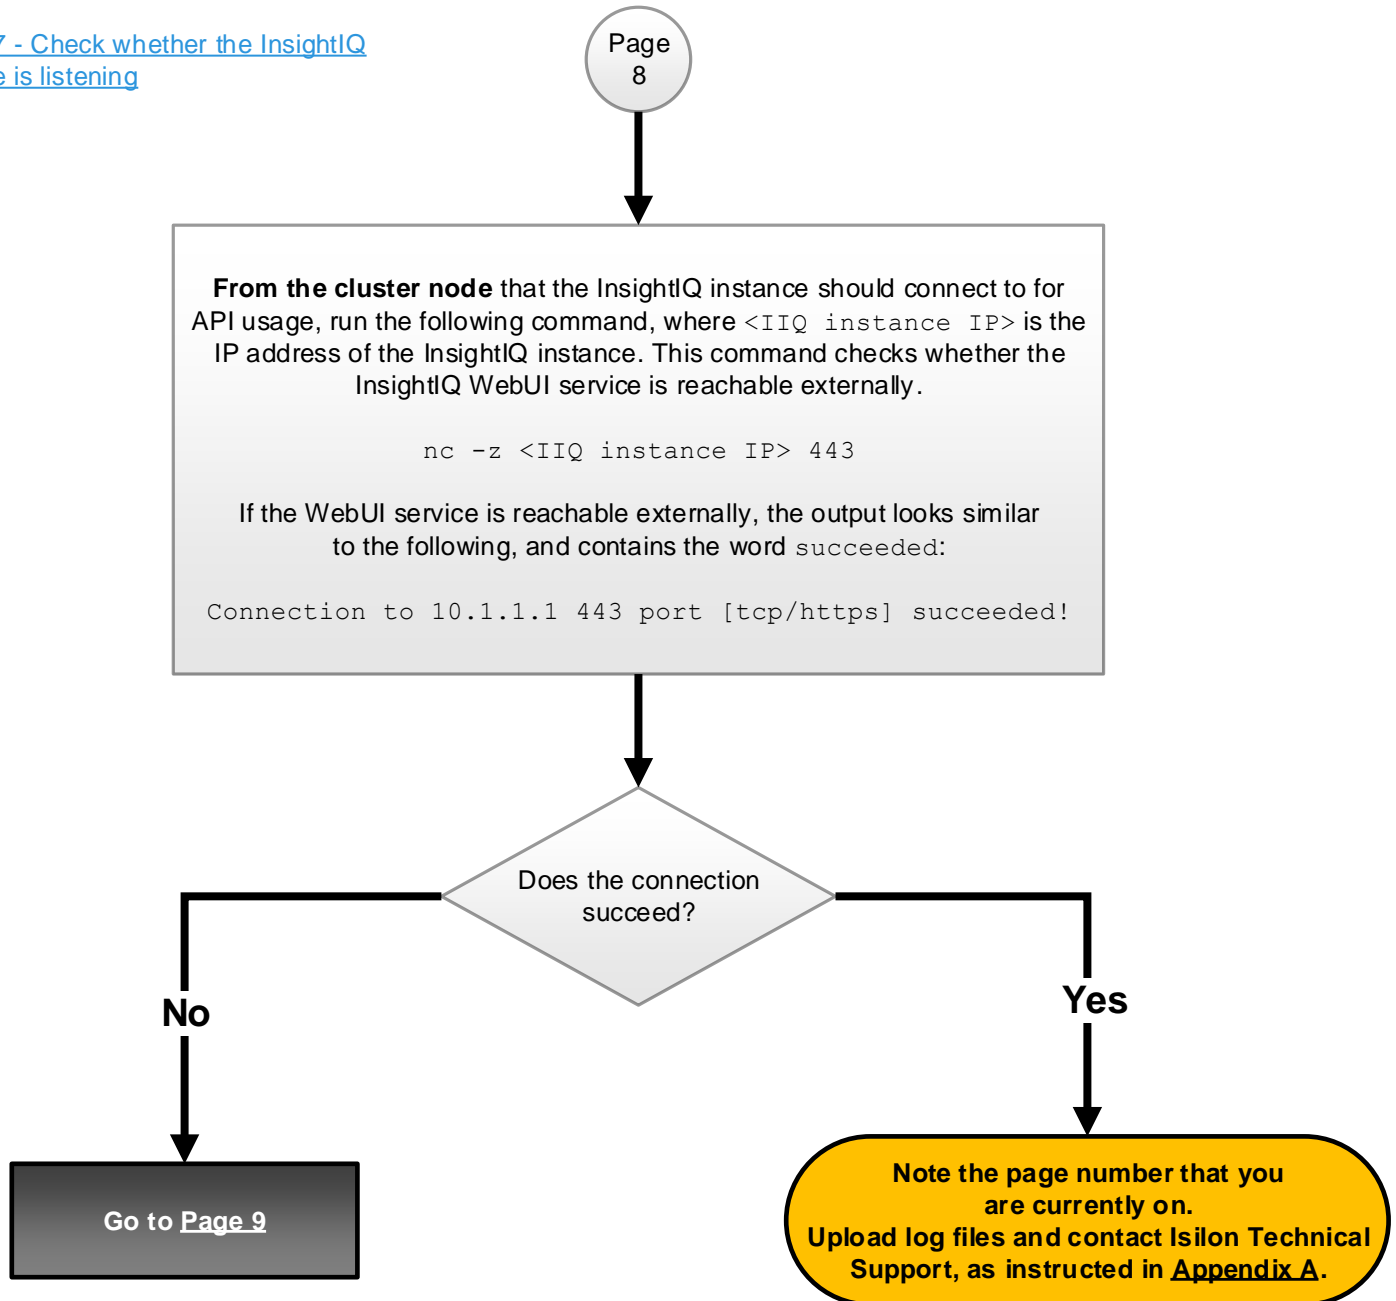 7 - Check whether the InsightIQ
e is listening
Page
8
From the cluster node that the InsightIQ instance should connect to for
API usage, run the following command, where <IIQ instance IP> is the
IP address of the InsightIQ instance. This command checks whether the
InsightIQ WebUI service is reachable externally.
nc -z <IIQ instance IP> 443
If the WebUI service is reachable externally, the output looks similar
to the following, and contains the word succeeded:
Connection to 10.1.1.1 443 port [tcp/https] succeeded!
Does the connection
succeed?
No
Yes
Go to Page 9
Note the page number that you
are currently on.
Upload log files and contact Isilon Technical
Support, as instructed in Appendix A.